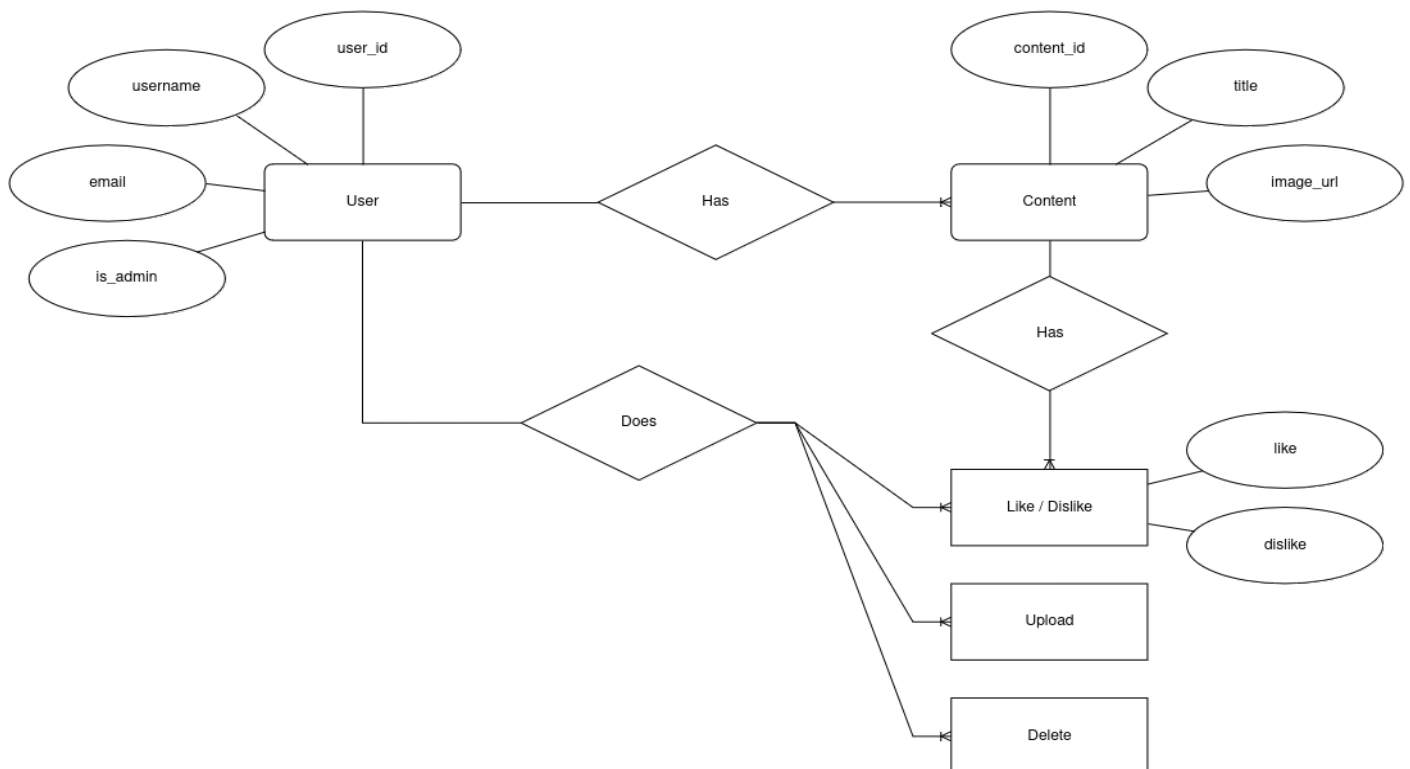 user_id
content_id
username
title
email
image_url
User
Has
Content
is_admin
Has
Does
like
Like / Dislike
dislike
Upload
Delete